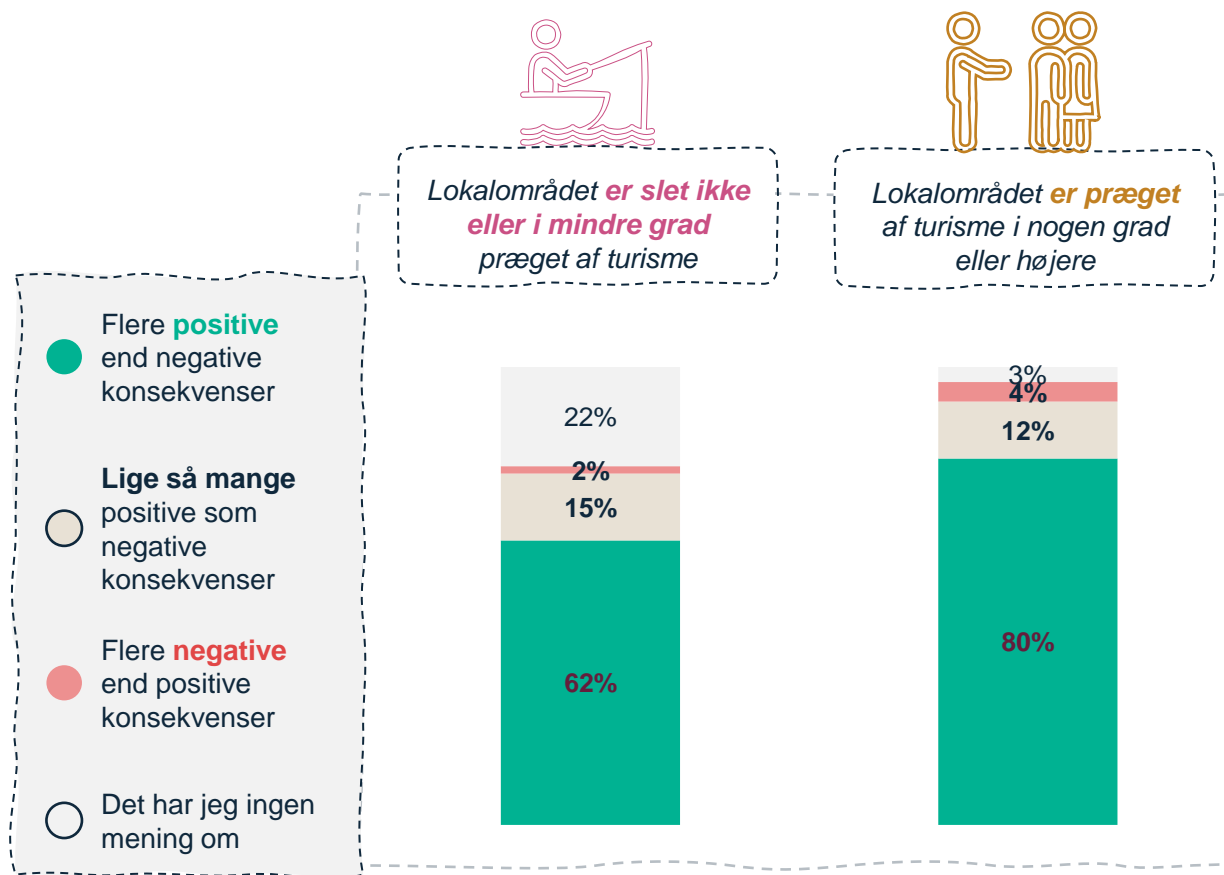 Lokalområdet er slet ikke
eller i mindre grad
præget af turisme
Lokalområdet er præget
af turisme i nogen grad
eller højere
Flere positive
end negative
konsekvenser
Lige så mange
positive som
negative
konsekvenser
Flere negative
end positive
konsekvenser
Det har jeg ingen
mening om
22%
2%
15%
62%
3%
4%
12%
80%